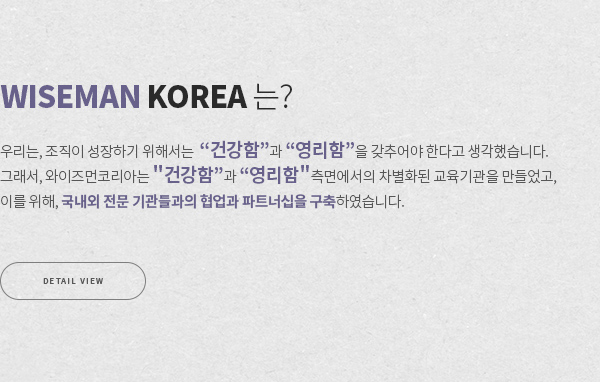 WISEMAN KOREA 는?
우리는, 조직이 성장하기 위해서는 “건강함”과 “영리함”을 갖추어야 한다고 생각했습니다.
그래서, 와이즈먼코리아는 "건강함”과 “영리함"측면에서의 차별화된 교육기관을 만들었고,
이를 위해, 국내외 전문 기관들과의 협업과 파트너십을 구축하였습니다.
DETAIL VIEW